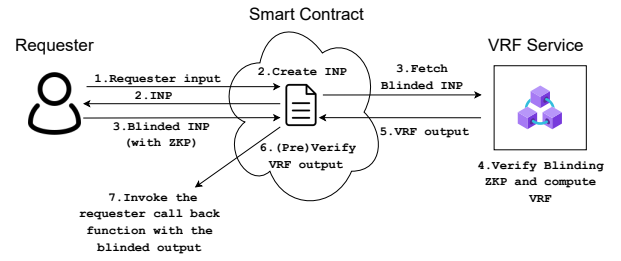 Smart Contract
Requester
VRF Service
1.Requester input
2.INP
3.Blinded INP
(with ZKP)
2.Create INP
3.Fetch
Blinded INP
5.VRF output
6.(Pre)Verify
VRF output
4.Verify Blinding
ZKP and compute
VRF
7.Invoke the
requester call back
function with the
blinded output